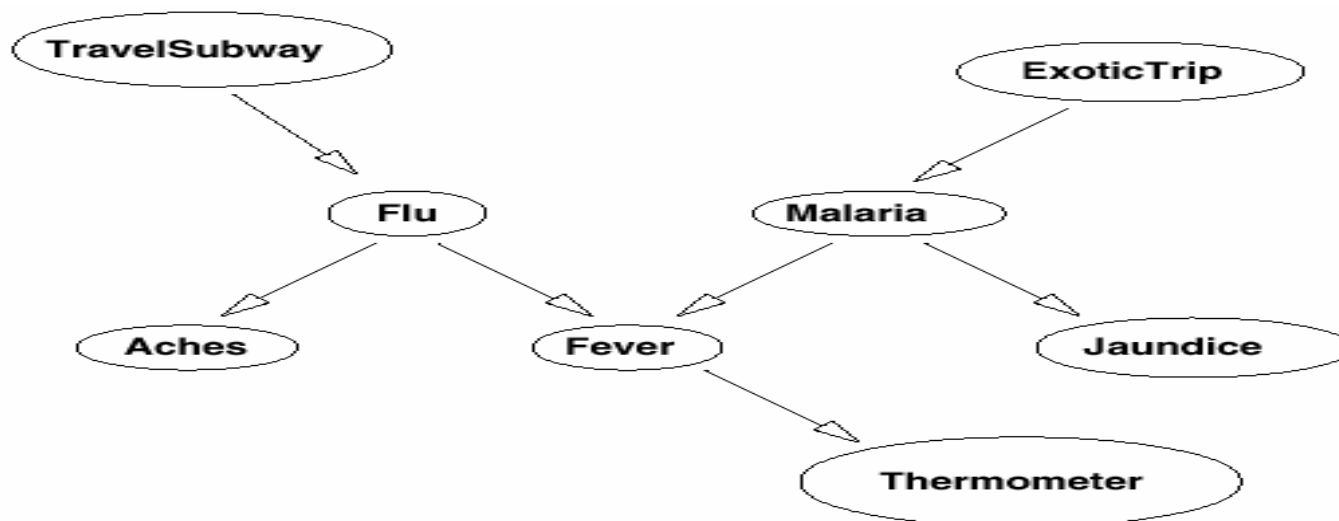 TravelSubway
ExoticTrip
Flu
Malaria
Aches
Fever
Jaundice
Thermometer